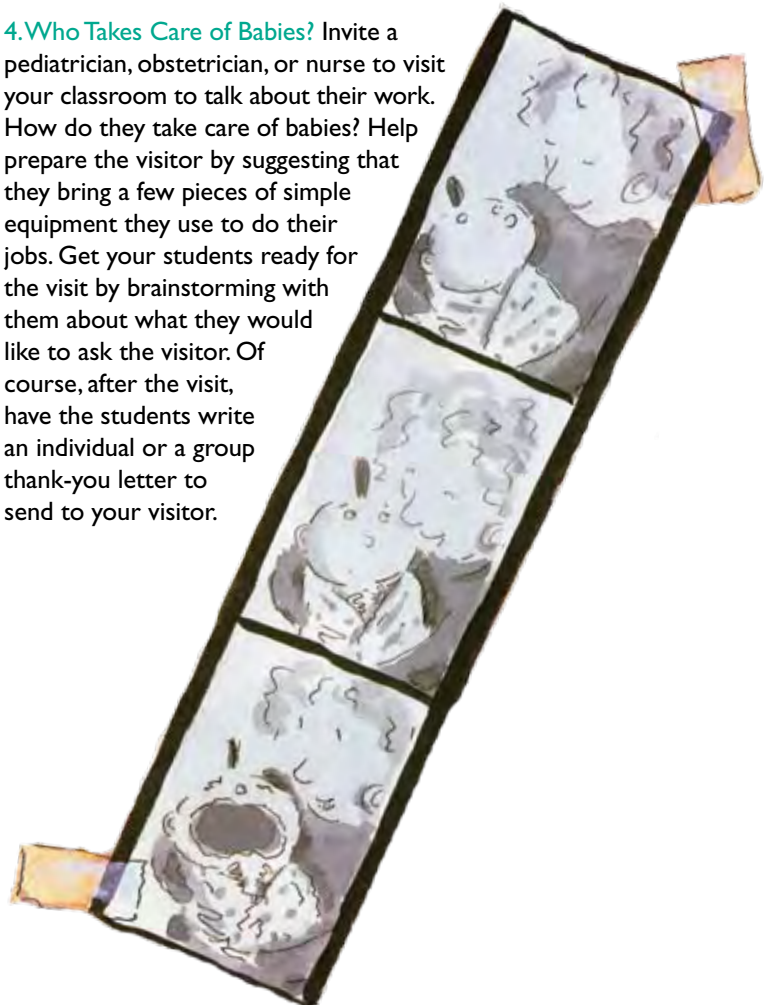 4. Who Takes Care of Babies? Invite a
pediatrician, obstetrician, or nurse to visit
your classroom to talk about their work.
How do they take care of babies? Help
prepare the visitor by suggesting that
they bring a few pieces of simple
equipment they use to do their
jobs. Get your students ready for
the visit by brainstorming with
them about what they would
like to ask the visitor. Of
course, after the visit,
have the students write
an individual or a group
thank-you letter to
send to your visitor.